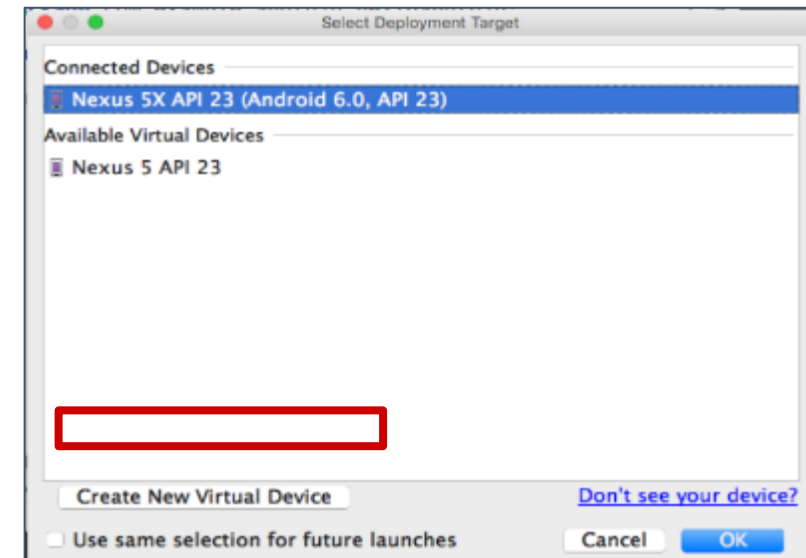 Select Deployment Target
Connected Devices
Nexus 5X API 23 (Android 6.0, API 23)
Available Virtual Devices
Nexus 5 API 23
Create New Virtual Device
Don't see your device?
Use same selection for future launches
Cancel
OK